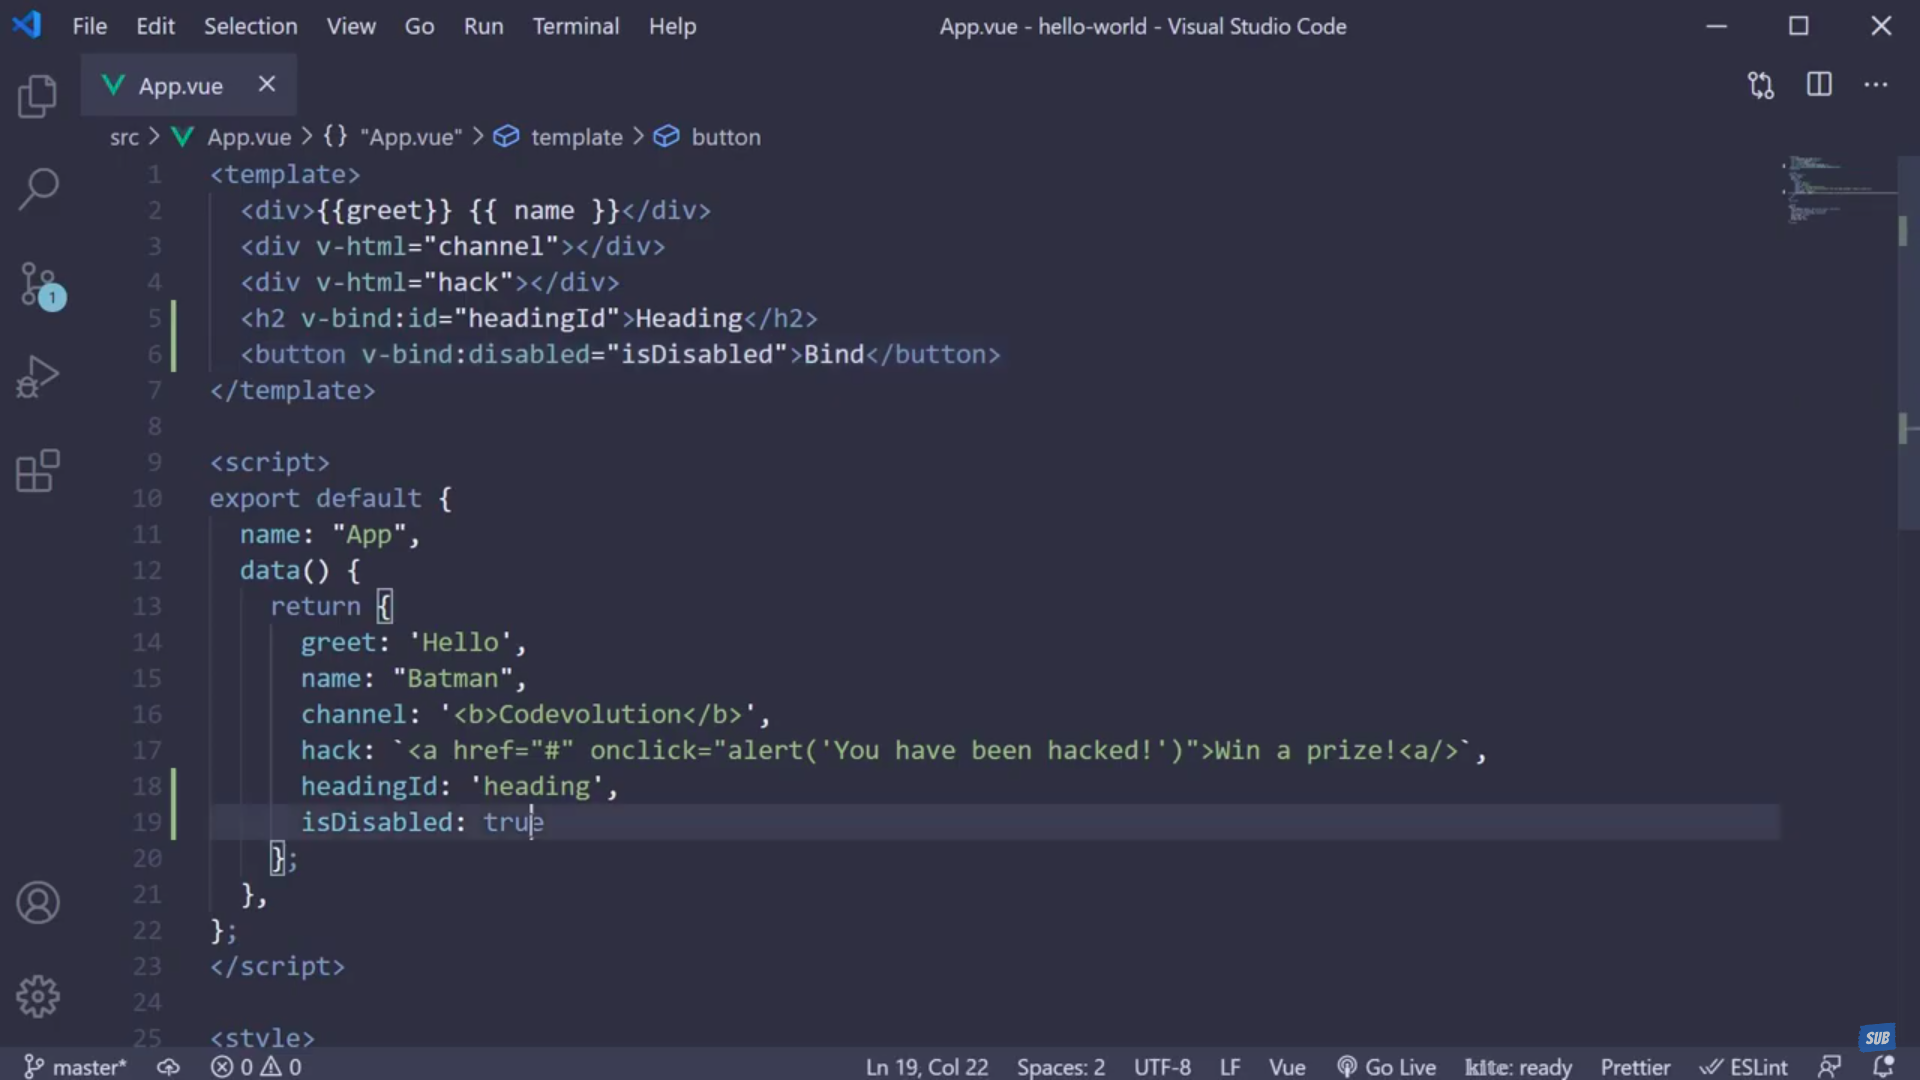 File Edit Selection View Go Run Terminal Help App.vue - hello-world - Visual Studio Code
App.vue
src > App.vue > {} "App.vue" > template > button
1 <template>
2 <div>{{greet}} {{ name }}</div>
3 <div v-html="channel"></div>
4 <div v-html="hack"></div>
5 <h2 v-bind:id="headingId">Heading</h2>
6 <button v-bind:disabled="isDisabled">Bind</button>
7 </template>
8
9 <script>
10 export default {
11 name: "App",
12 data() {
13 return {
14 greet: 'Hello',
15 name: "Batman",
16 channel: '<b>Codevolution</b>',
17 hack: `<a href="#" onclick="alert('You have been hacked!')">Win a prize!<a/>`,
18 headingId: 'heading',
19 isDisabled: true
20 };
21 },
22 };
23 </script>
24
25 <style>
1
SUB
master* 0 0 Ln 19, Col 22 Spaces: 2 UTF-8 LF Vue Go Live kite: ready Prettier ESLint